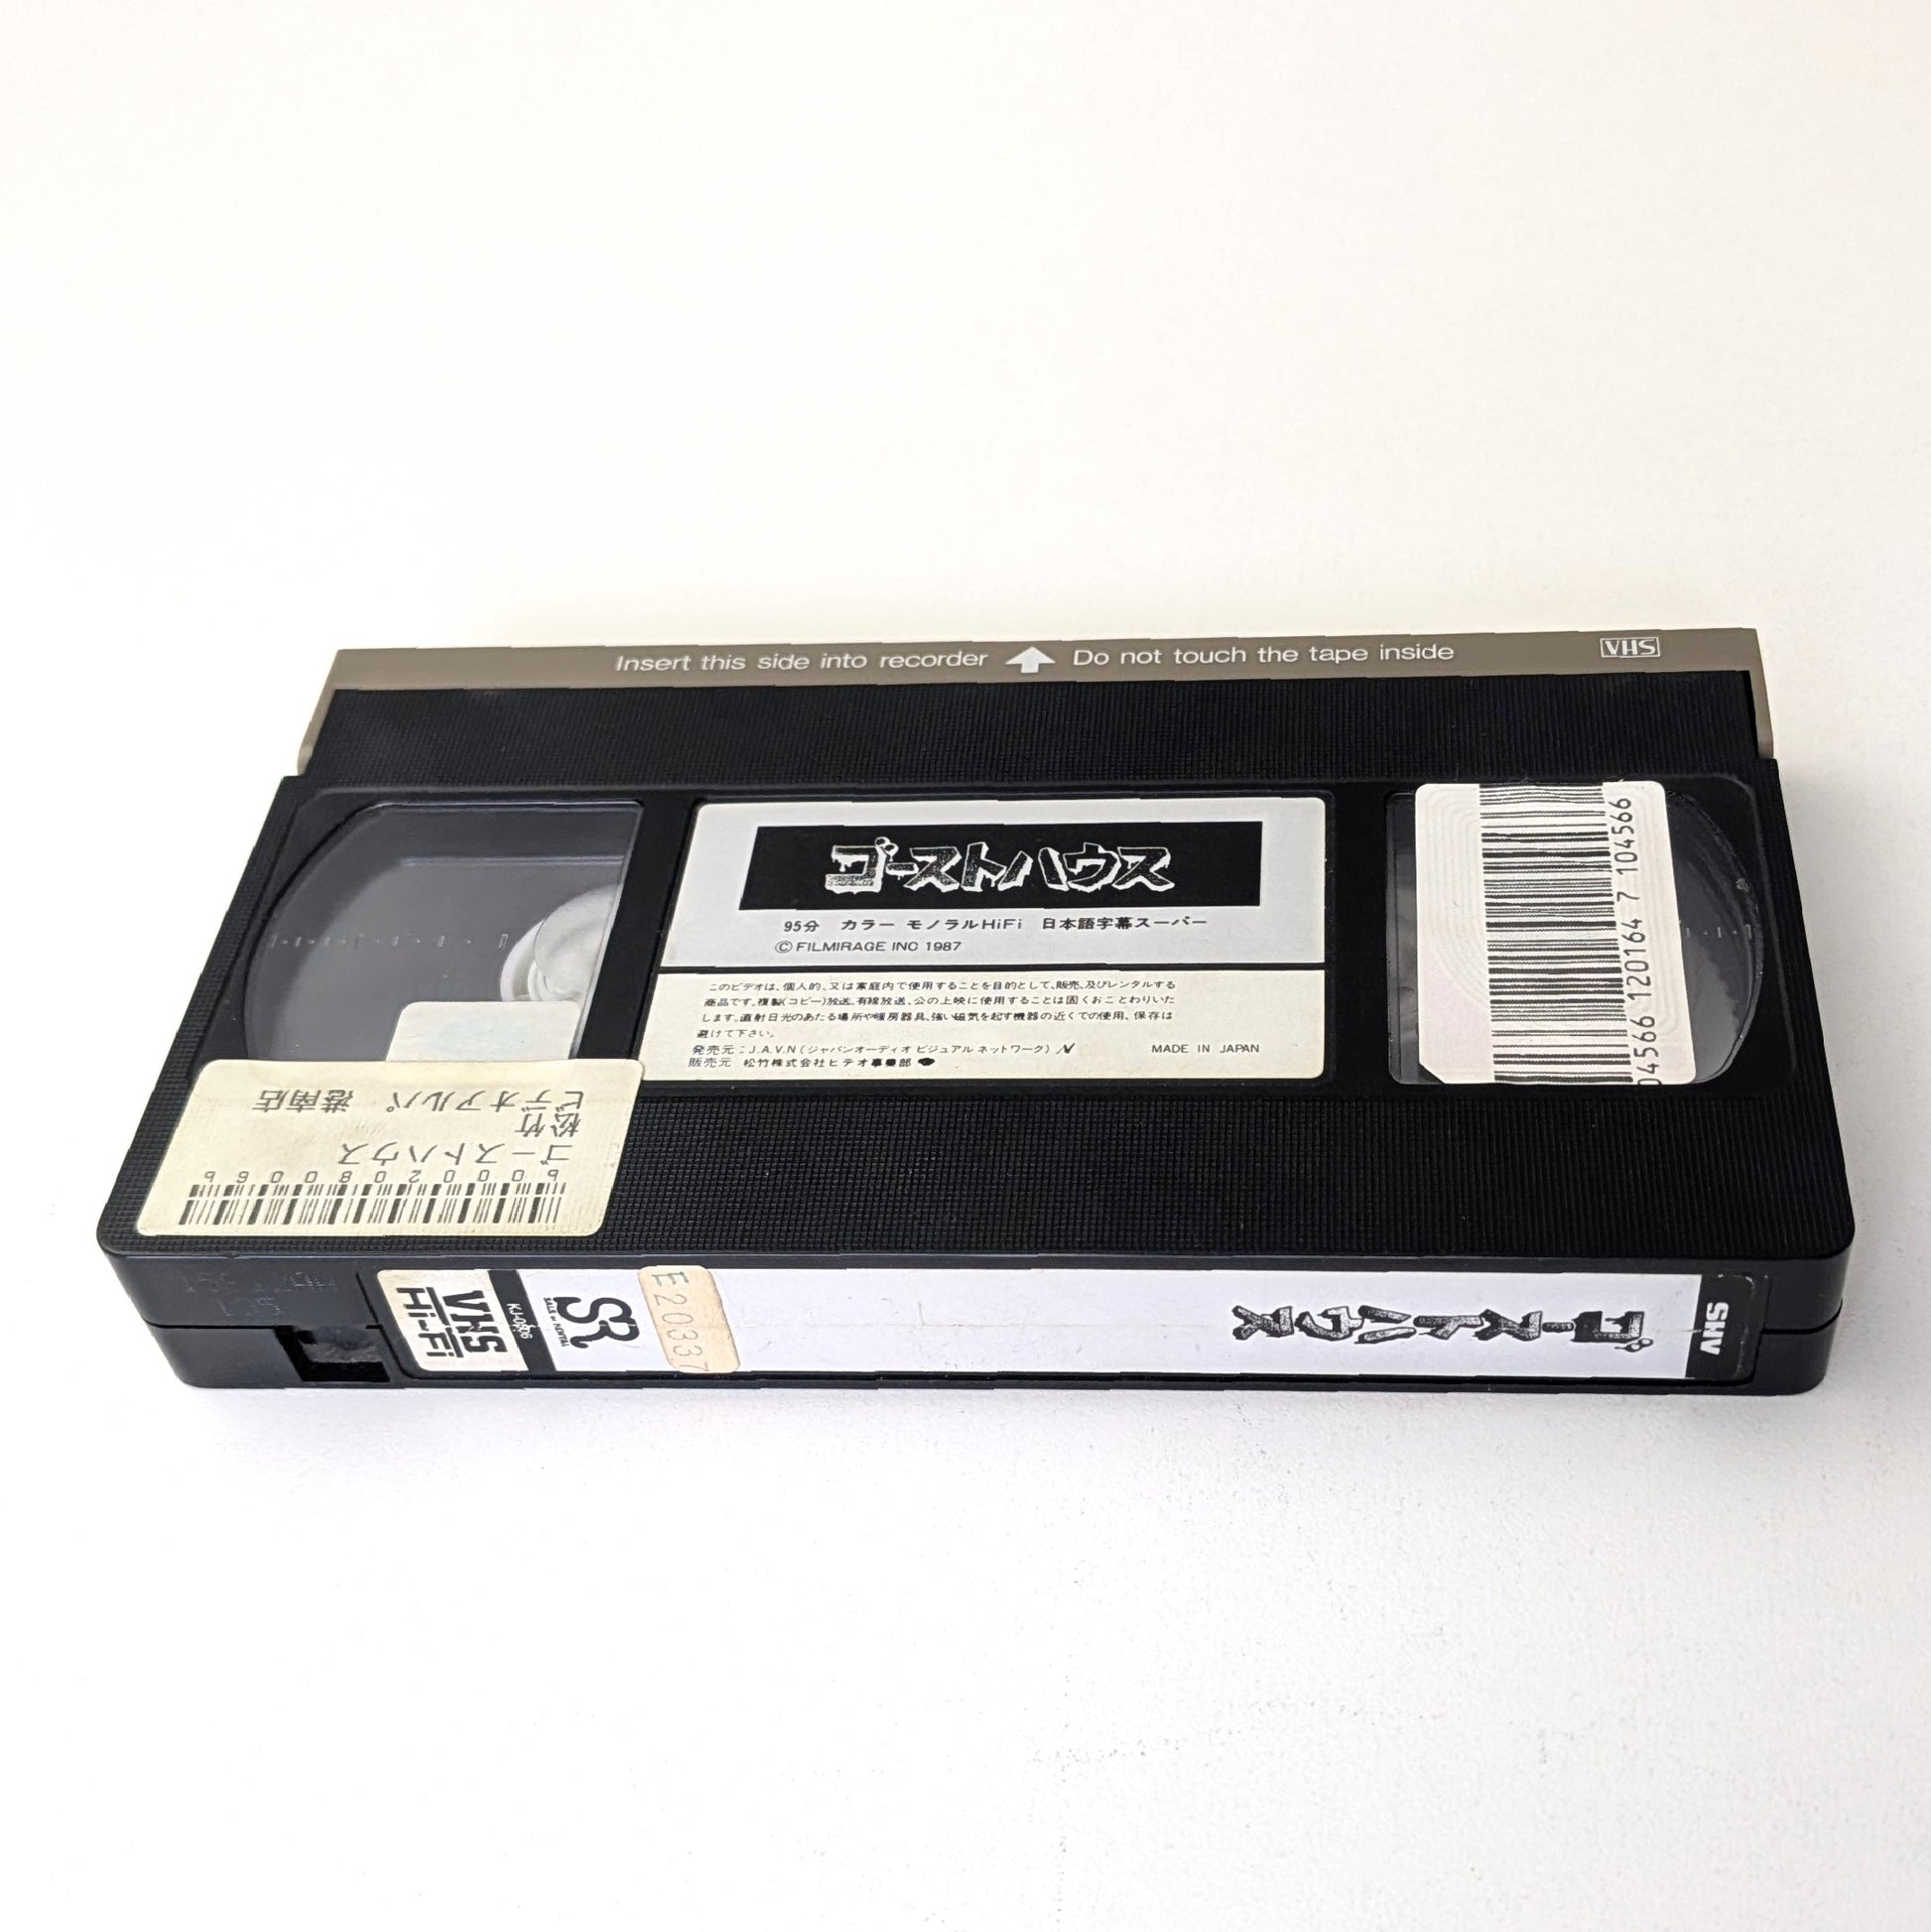 Insert this side into recorder Do not touch the tape inside VHS
ゴーストハウス
95分 カラー モノラルHiFi 日本語字幕スーパー
©FILMIRAGE INC 1987
このビデオは、個人的、又は家庭内で使用することを目的として、販売、及びレンタルする
商品です。複製(コピー)放送、有線放送、公の上映に使用することは固くおことわりいた
します。直射日光のあたる場所や暖房器具、強い磁気を起す機器の近くでの使用、保存は
避けて下さい。
発売元：J.A.V.N (ジャパンオーディオ ビジュアル ネットワーク) MADE IN JAPAN
販売元 松竹株式会社ビデオ事業部
04566 120164 7 104566
ゴーストハウス
松竹
ビデオアルパ 港南店
VHS
Hi-Fi
SR
SALE or RENTAL
E20337
ゴーストハウス
SHV